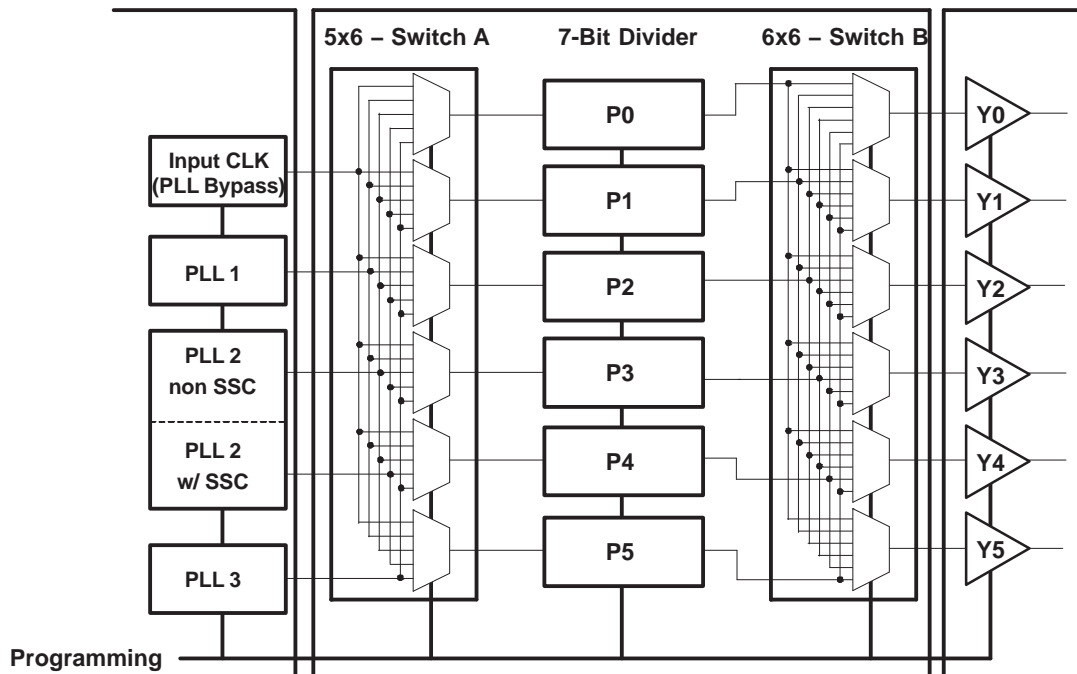 5x6 – Switch A
7-Bit Divider
6x6 – Switch B
Input CLK
(PLL Bypass)
PLL 1
PLL 2
non SSC
PLL 2
w/ SSC
PLL 3
P0
P1
P2
P3
P4
P5
Y0
Y1
Y2
Y3
Y4
Y5
Programming